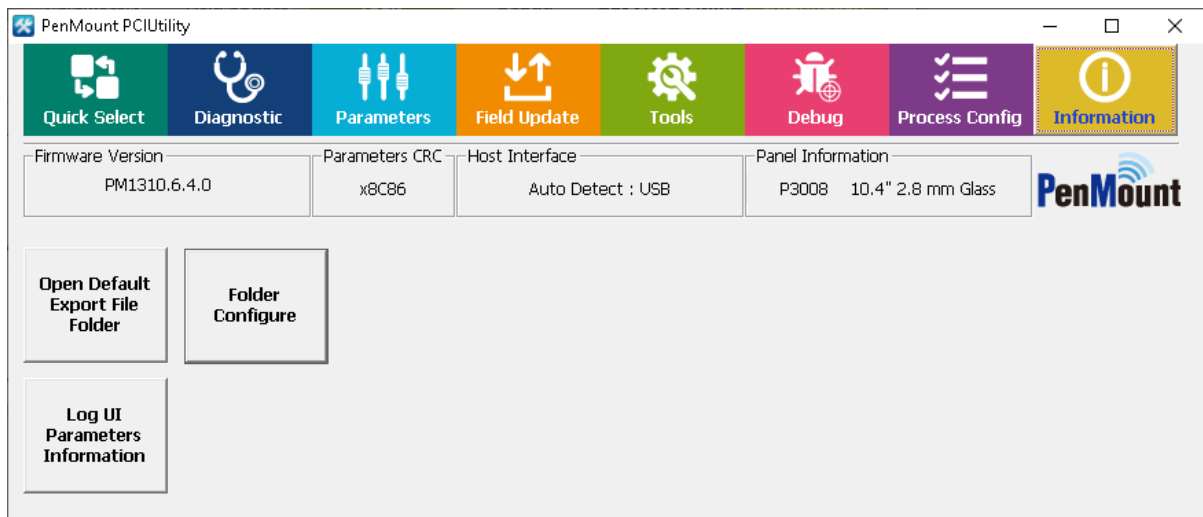 PenMount PCIUtility
Quick Select
Diagnostic
Parameters
Field Update
Tools
Debug
Process Config
Information
Firmware Version
PM1310.6.4.0
Parameters CRC
x8C86
Host Interface
Auto Detect : USB
Panel Information
P3008 10.4" 2.8 mm Glass
PenMount
Open Default
Export File
Folder
Folder
Configure
Log UI
Parameters
Information